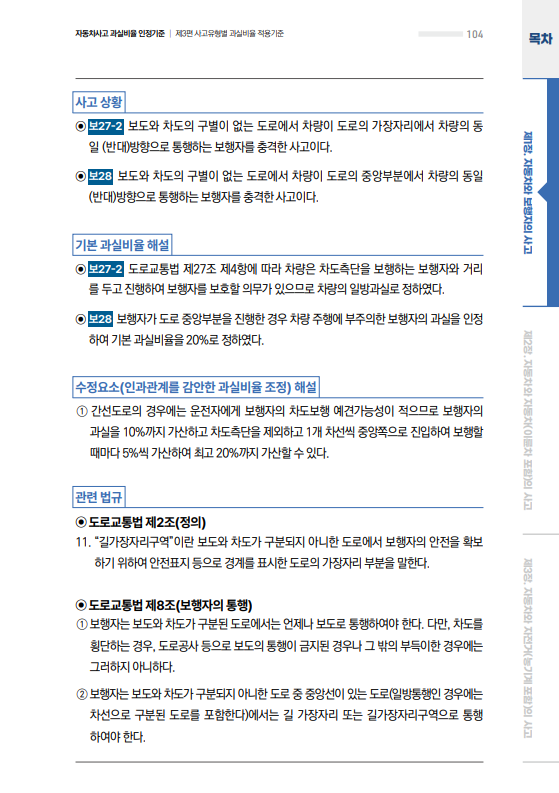 자동차사고 과실비율 인정기준 | 제3편 사고유형별 과실비율 적용기준
104
목차
사고 상황
◉ 보27-2 보도와 차도의 구별이 없는 도로에서 차량이 도로의 가장자리에서 차량의 동
일 (반대)방향으로 통행하는 보행자를 충격한 사고이다.
◉ 보28 보도와 차도의 구별이 없는 도로에서 차량이 도로의 중앙부분에서 차량의 동일
(반대)방향으로 통행하는 보행자를 충격한 사고이다.
기본 과실비율 해설
◉ 보27-2 도로교통법 제27조 제4항에 따라 차량은 차도측단을 보행하는 보행자와 거리
를 두고 진행하여 보행자를 보호할 의무가 있으므로 차량의 일방과실로 정하였다.
◉ 보28 보행자가 도로 중앙부분을 진행한 경우 차량 주행에 부주의한 보행자의 과실을 인정
하여 기본 과실비율을 20%로 정하였다.
수정요소(인과관계를 감안한 과실비율 조정) 해설
① 간선도로의 경우에는 운전자에게 보행자의 차도보행 예견가능성이 적으므로 보행자의
과실을 10%까지 가산하고 차도측단을 제외하고 1개 차선씩 중앙쪽으로 진입하여 보행할
때마다 5%씩 가산하여 최고 20%까지 가산할 수 있다.
관련 법규
◉ 도로교통법 제2조(정의)
11. “길가장자리구역”이란 보도와 차도가 구분되지 아니한 도로에서 보행자의 안전을 확보
하기 위하여 안전표지 등으로 경계를 표시한 도로의 가장자리 부분을 말한다.
◉ 도로교통법 제8조(보행자의 통행)
① 보행자는 보도와 차도가 구분된 도로에서는 언제나 보도로 통행하여야 한다. 다만, 차도를
횡단하는 경우, 도로공사 등으로 보도의 통행이 금지된 경우나 그 밖의 부득이한 경우에는
그러하지 아니하다.
② 보행자는 보도와 차도가 구분되지 아니한 도로 중 중앙선이 있는 도로(일방통행인 경우에는
차선으로 구분된 도로를 포함한다)에서는 길 가장자리 또는 길가장자리구역으로 통행
하여야 한다.
제1장. 자동차와 보행자의 사고
제2장. 자동차와 자동차(이륜차 포함)의 사고
제3장. 자동차와 자전거(농기계 포함)의 사고